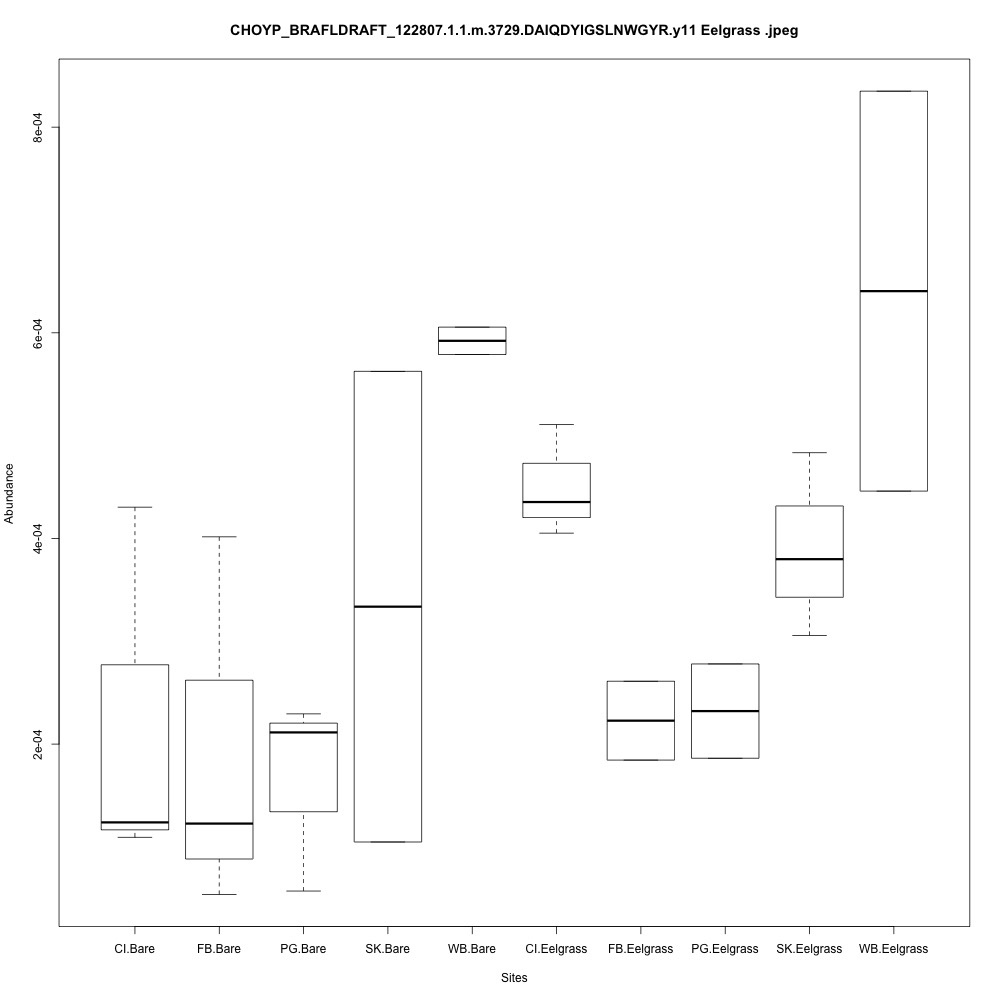 CHOYP_BRAFLDRAFT_122807.1.1.m.3729.DAIQDYIGSLNWGYR.y11 Eelgrass .jpeg
Abundance
8e-04
6e-04
4e-04
2e-04
CI.Bare FB.Bare PG.Bare SK.Bare WB.Bare CI.Eelgrass FB.Eelgrass PG.Eelgrass SK.Eelgrass WB.Eelgrass
Sites